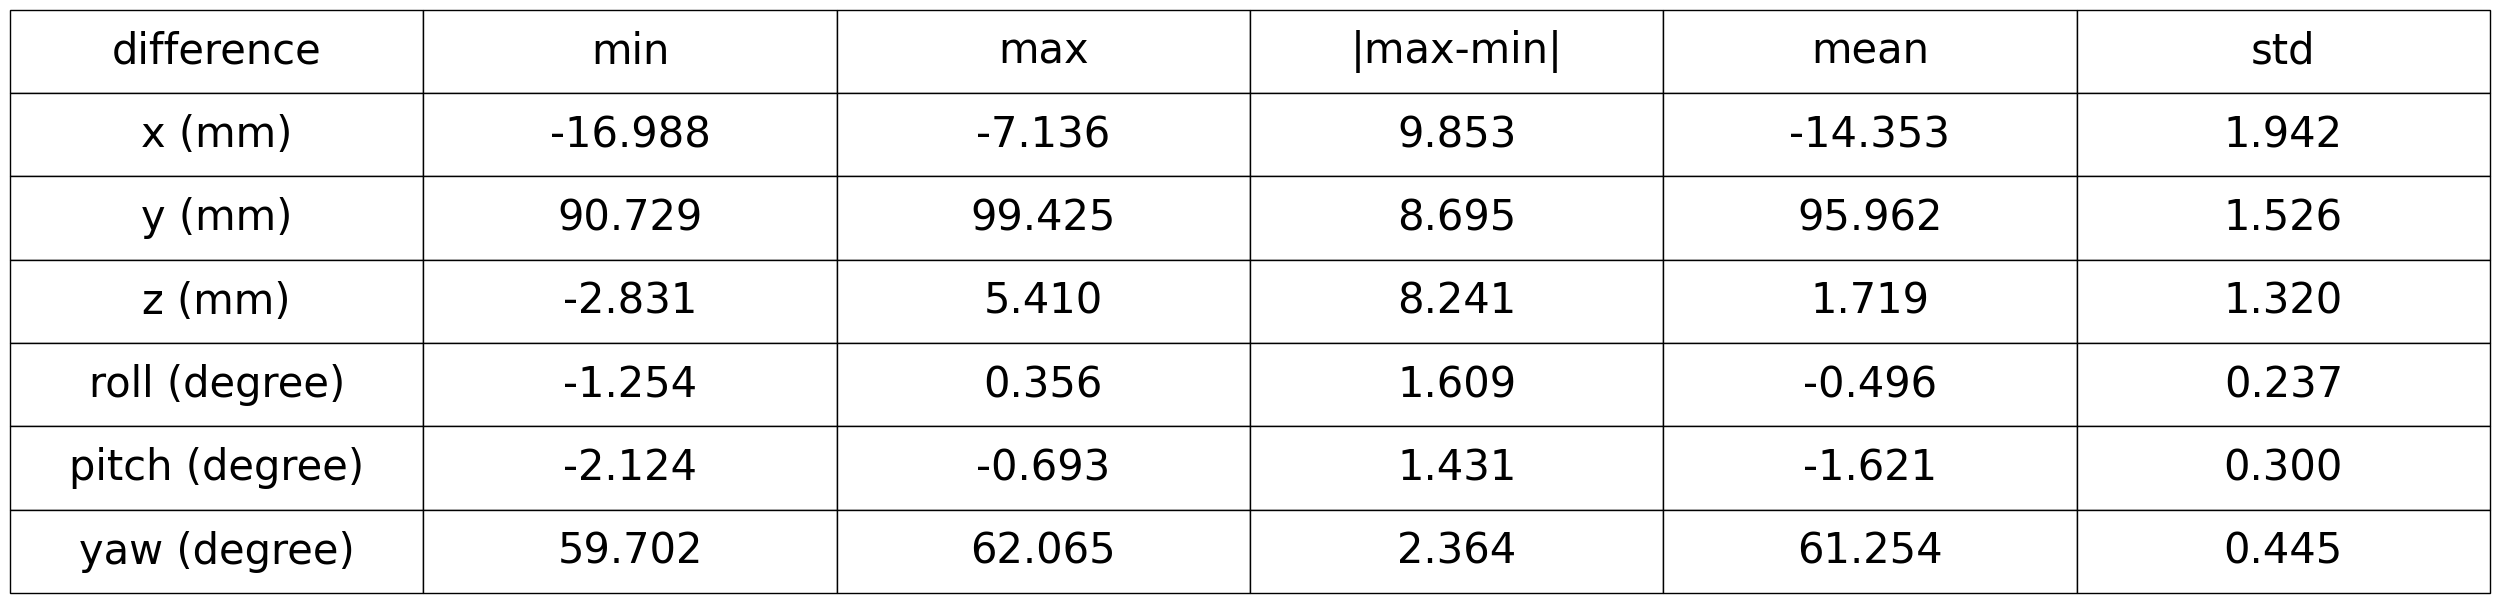 difference min max |max-min| mean std
x (mm) -16.988 -7.136 9.853 -14.353 1.942
y (mm) 90.729 99.425 8.695 95.962 1.526
z (mm) -2.831 5.410 8.241 1.719 1.320
roll (degree) -1.254 0.356 1.609 -0.496 0.237
pitch (degree) -2.124 -0.693 1.431 -1.621 0.300
yaw (degree) 59.702 62.065 2.364 61.254 0.445